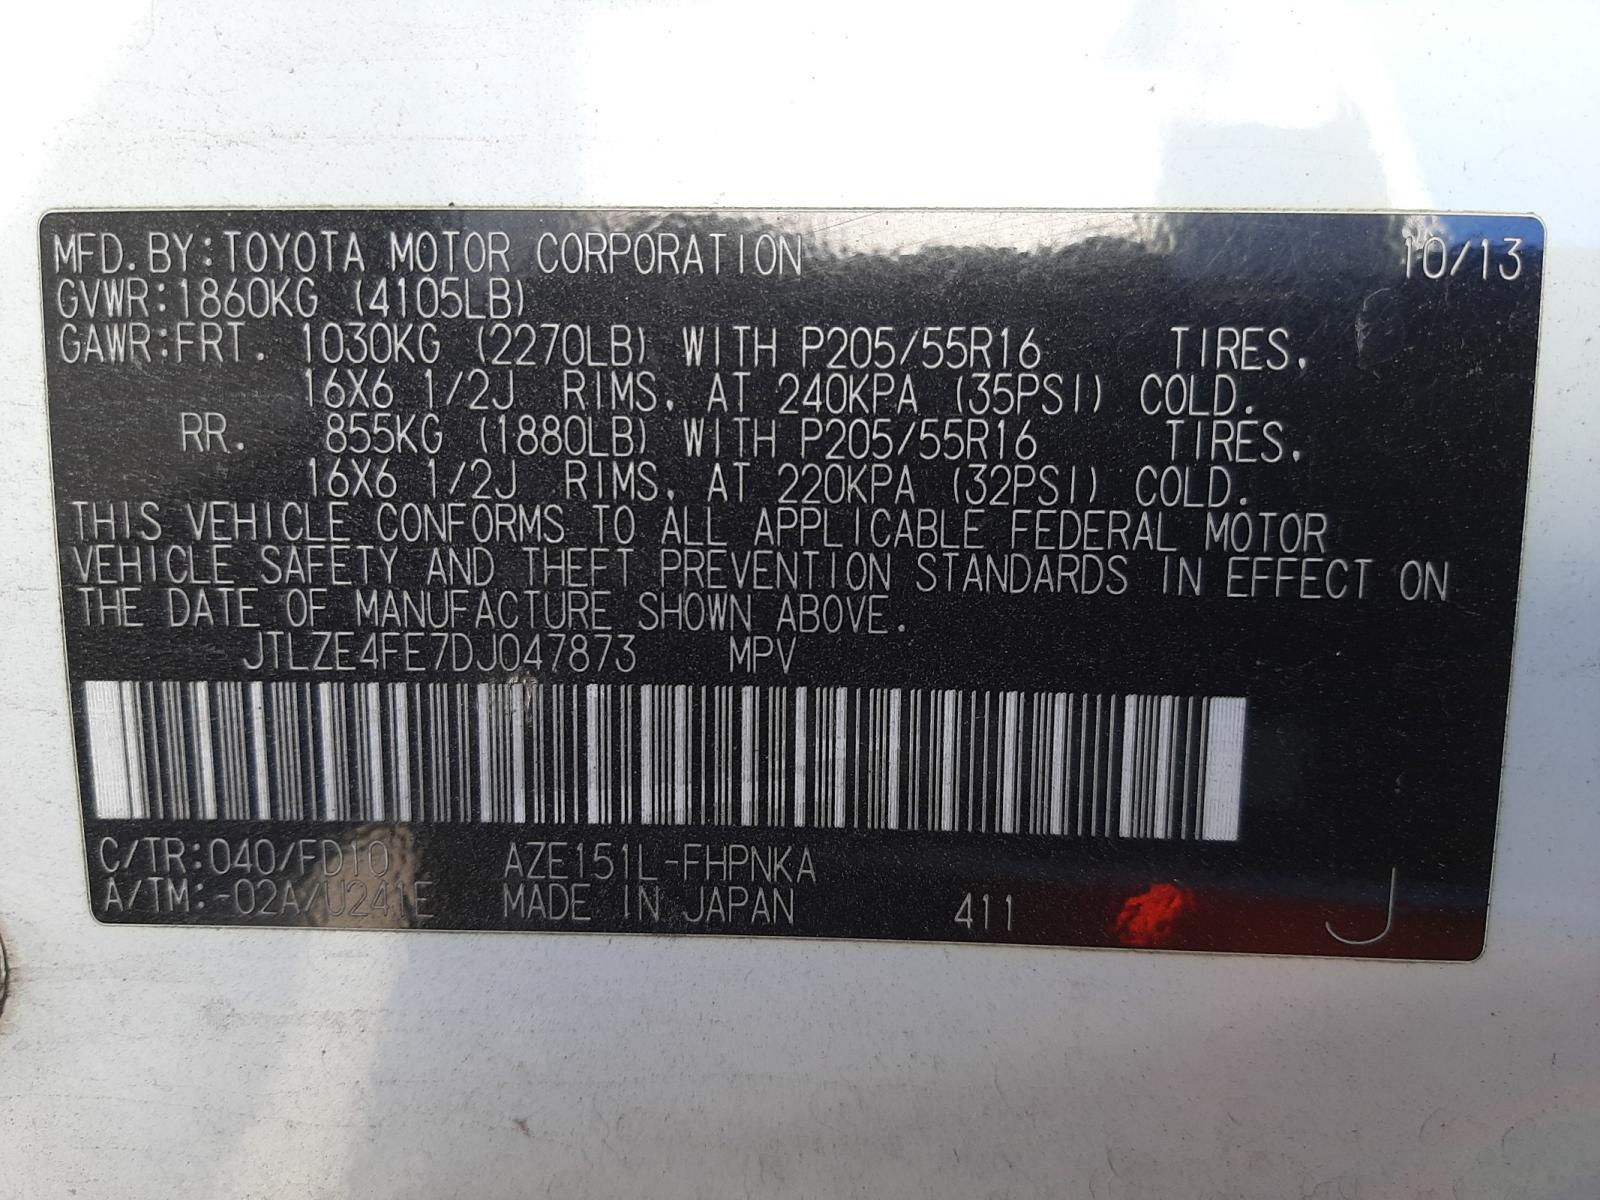 MFD.BY:TOYOTA MOTOR CORPORATION 10/13
GVWR:1860KG (4105LB)
GAWR:FRT. 1030KG (2270LB) WITH P205/55R16 TIRES.
16X6 1/2J RIMS, AT 240KPA (35PSI) COLD.
RR. 855KG (1880LB) WITH P205/55R16 TIRES,
16X6 1/2J RIMS, AT 220KPA (32PSI) COLD.
THIS VEHICLE CONFORMS TO ALL APPLICABLE FEDERAL MOTOR
VEHICLE SAFETY AND THEFT PREVENTION STANDARDS IN EFFECT ON
THE DATE OF MANUFACTURE SHOWN ABOVE.
JTLZE4FE7DJ047873 MPV
C/TR:040/FD10 AZE151L-FHPNKA
A/TM:-02A/U241E MADE IN JAPAN 411 J